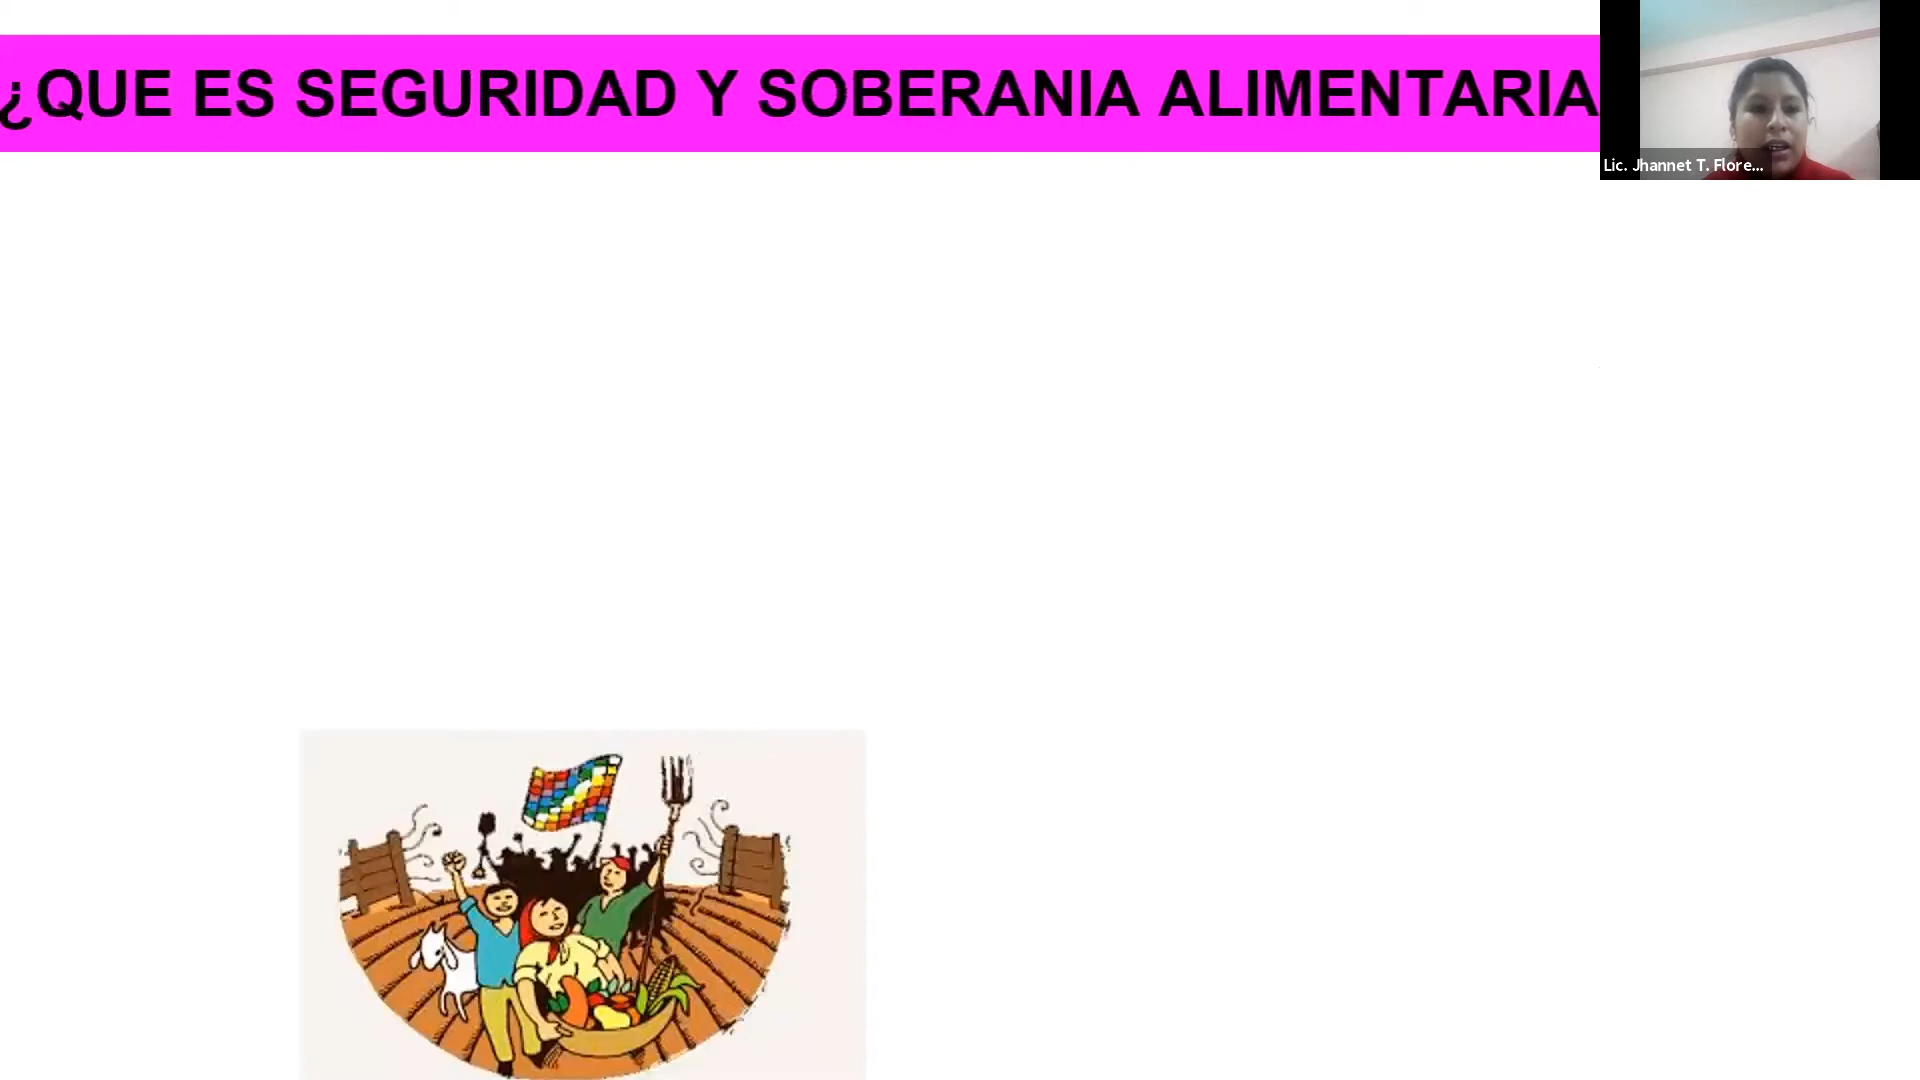 ¿QUE ES SEGURIDAD Y SOBERANIA ALIMENTARIA
Lic. Jhannet T. Flore...